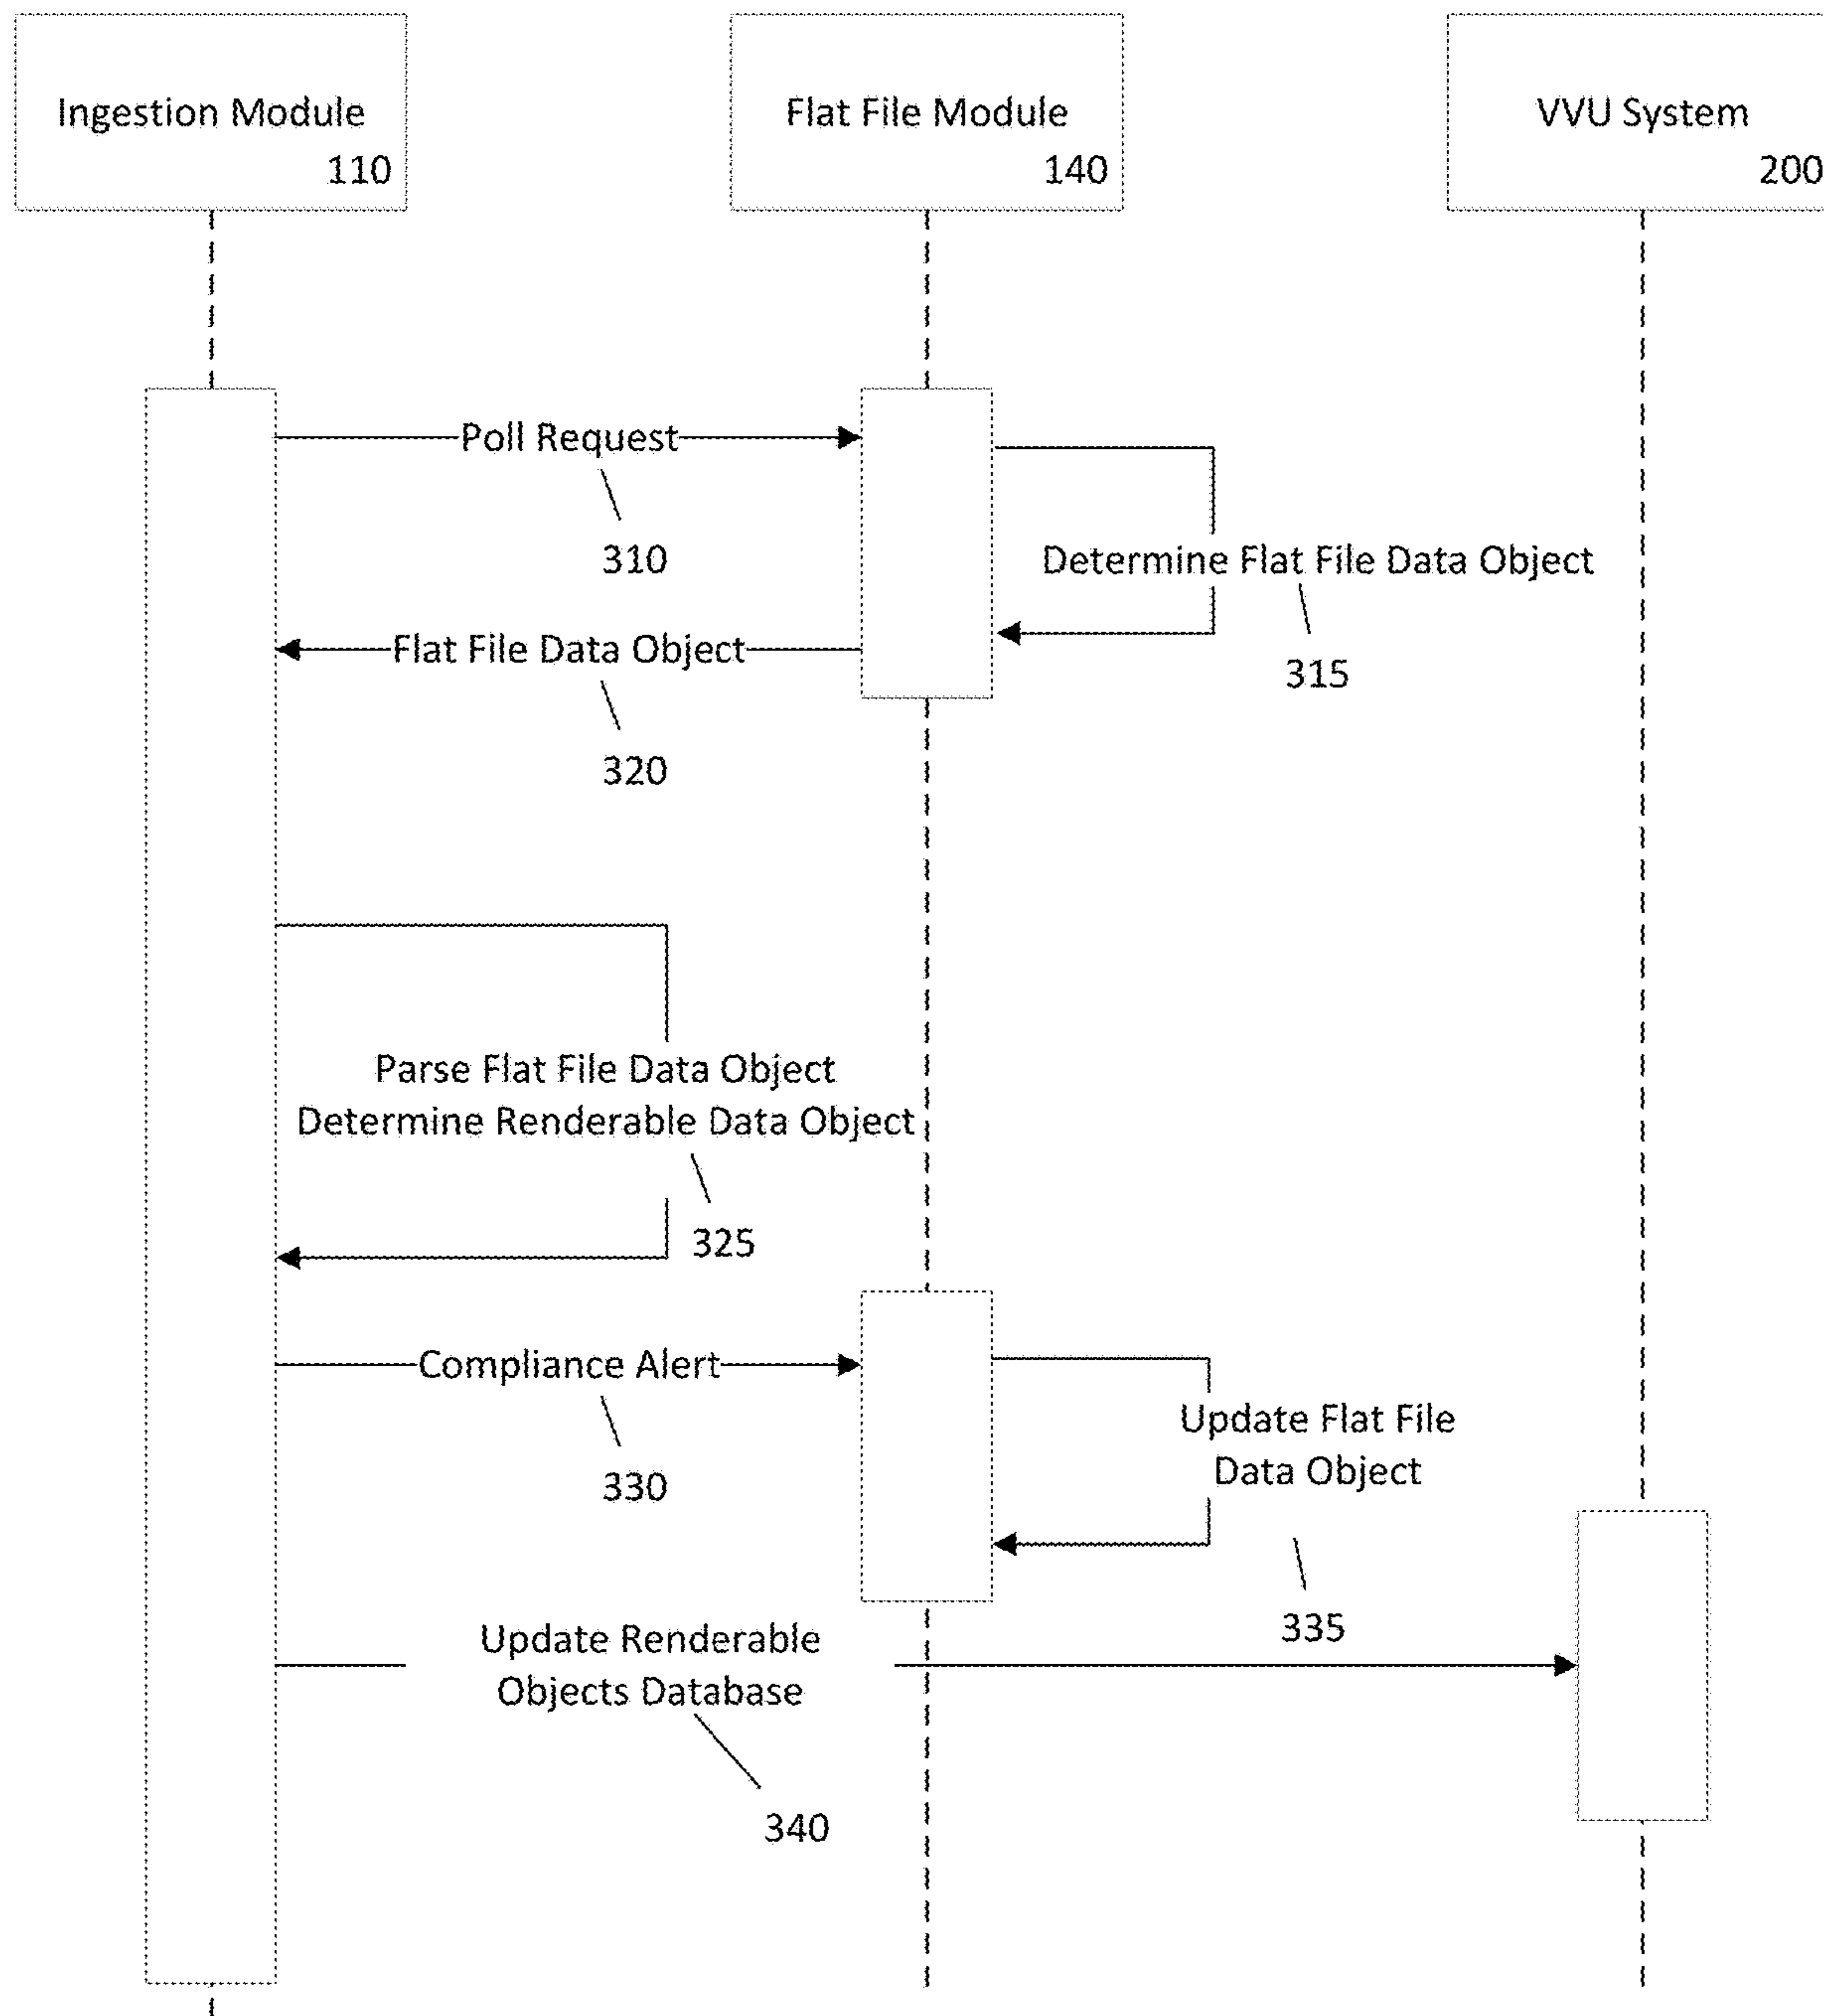 Ingestion Module
110
Flat File Module
140
VVU System
200
Poll Request
310
Determine Flat File Data Object
315
Flat File Data Object
320
Parse Flat File Data Object
Determine Renderable Data Object
325
Compliance Alert
330
Update Flat File
Data Object
335
Update Renderable
Objects Database
340